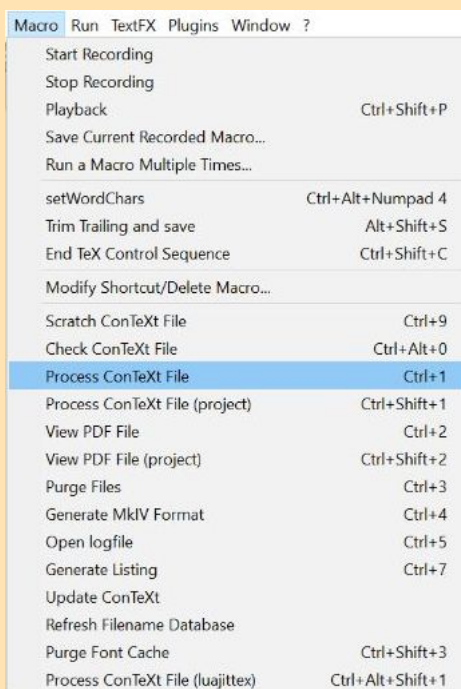 Macro Run TextFX Plugins Window ?
Start Recording
Stop Recording
Playback Ctrl+Shift+P
Save Current Recorded Macro...
Run a Macro Multiple Times...
setWordChars Ctrl+Alt+Numpad 4
Trim Trailing and save Alt+Shift+S
End TeX Control Sequence Ctrl+Shift+C
Modify Shortcut/Delete Macro...
Scratch ConTeXt File Ctrl+9
Check ConTeXt File Ctrl+Alt+0
Process ConTeXt File Ctrl+1
Process ConTeXt File (project) Ctrl+Shift+1
View PDF File Ctrl+2
View PDF File (project) Ctrl+Shift+2
Purge Files Ctrl+3
Generate MkIV Format Ctrl+4
Open logfile Ctrl+5
Generate Listing Ctrl+7
Update ConTeXt
Refresh Filename Database
Purge Font Cache Ctrl+Shift+3
Process ConTeXt File (luajittex) Ctrl+Alt+Shift+1